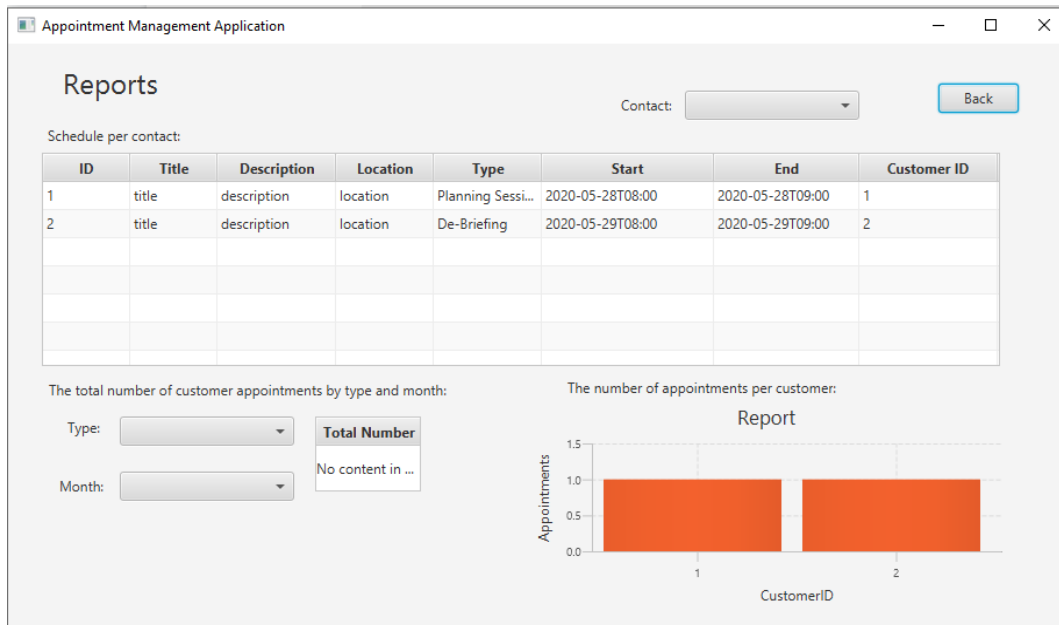 Appointment Management Application
Reports
Contact:
Back
Schedule per contact:
ID Title Description Location Type Start End Customer ID
1 title description location Planning Sessi... 2020-05-28T08:00 2020-05-28T09:00 1
2 title description location De-Briefing 2020-05-29T08:00 2020-05-29T09:00 2
The total number of customer appointments by type and month:
Type:
Total Number
No content in ...
Month:
The number of appointments per customer:
Report
Appointments
1.5
1.0
0.5
0.0
1 2
CustomerID